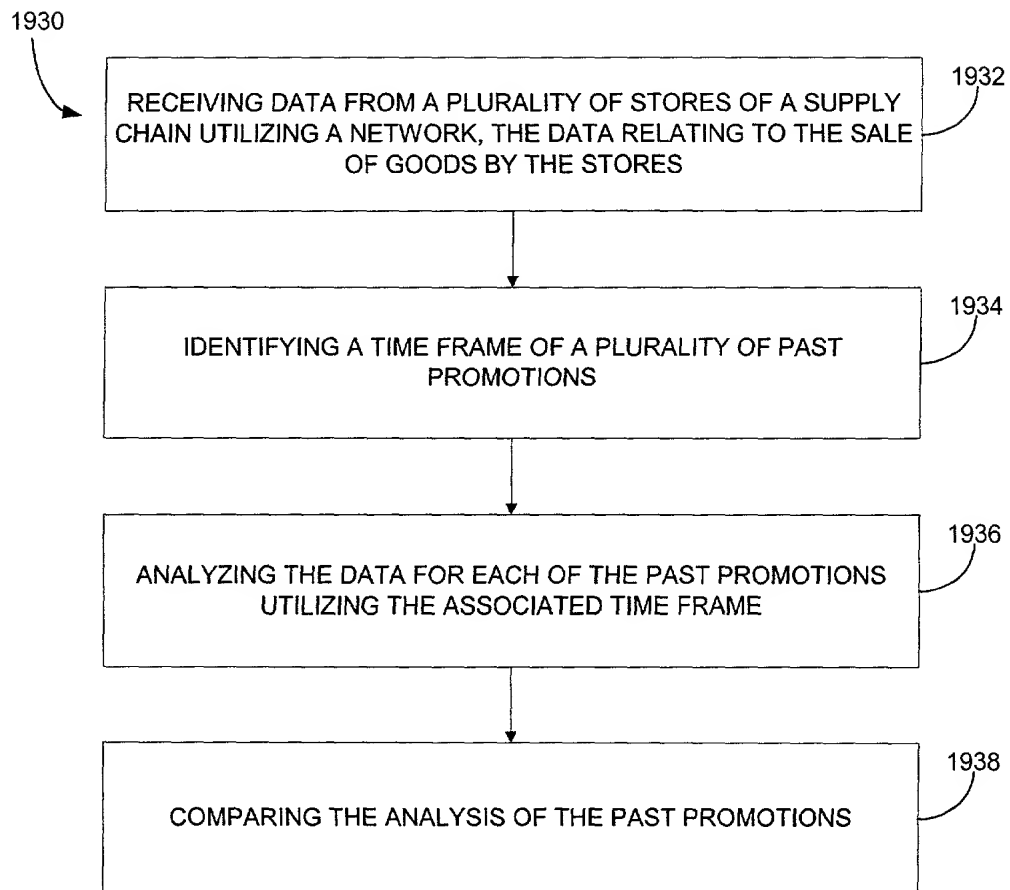 1930
1932
RECEIVING DATA FROM A PLURALITY OF STORES OF A SUPPLY
CHAIN UTILIZING A NETWORK, THE DATA RELATING TO THE SALE
OF GOODS BY THE STORES
1934
IDENTIFYING A TIME FRAME OF A PLURALITY OF PAST
PROMOTIONS
1936
ANALYZING THE DATA FOR EACH OF THE PAST PROMOTIONS
UTILIZING THE ASSOCIATED TIME FRAME
1938
COMPARING THE ANALYSIS OF THE PAST PROMOTIONS